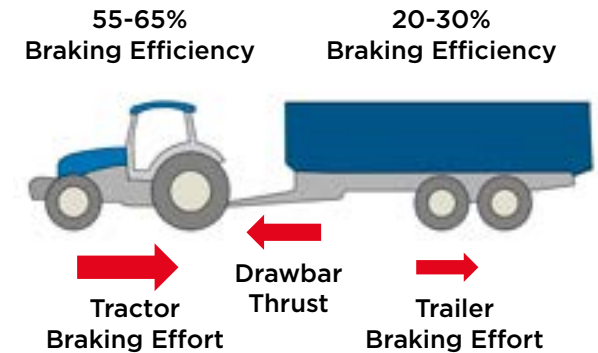 55-65%
Braking Efficiency
20-30%
Braking Efficiency
Drawbar
Thrust
Tractor
Braking Effort
Trailer
Braking Effort